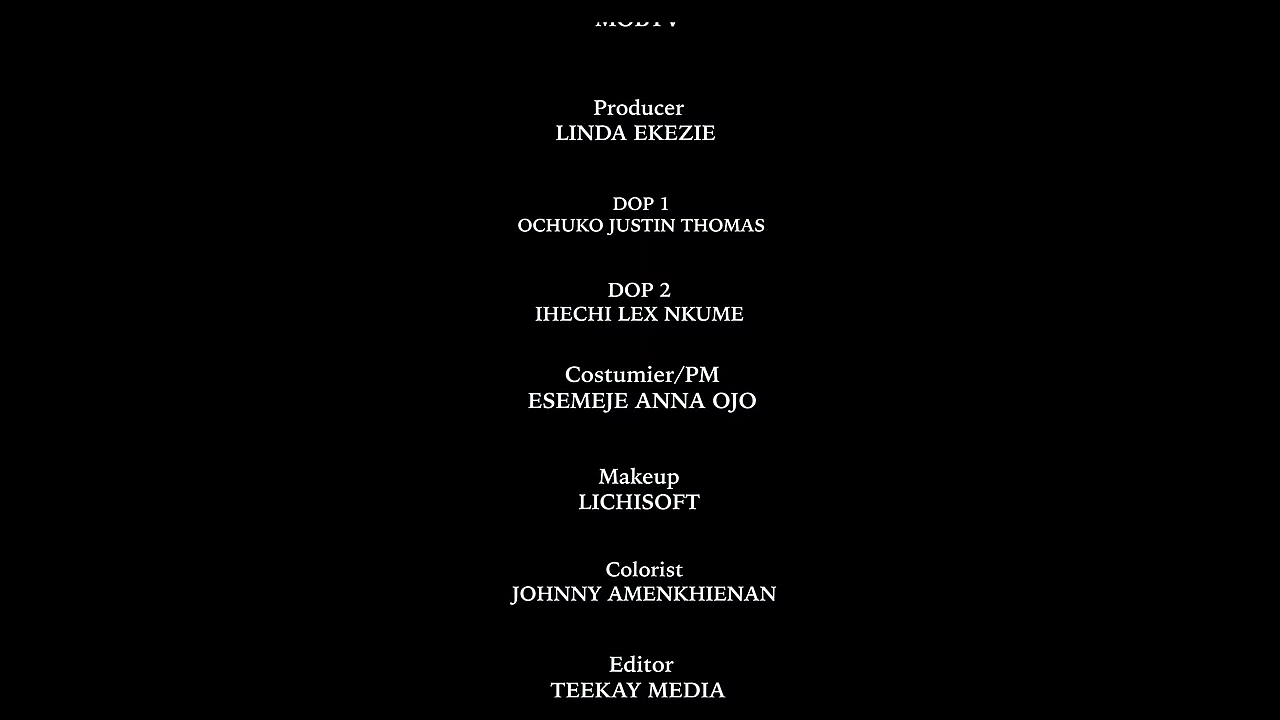 Producer
LINDA EKEZIE
DOP 1
OCHUKO JUSTIN THOMAS
DOP 2
IHECHI LEX NKUME
Costumier/PM
ESEMEJE ANNA OJO
Makeup
LICHISOFT
Colorist
JOHNNY AMENKHIENAN
Editor
TEEKAY MEDIA